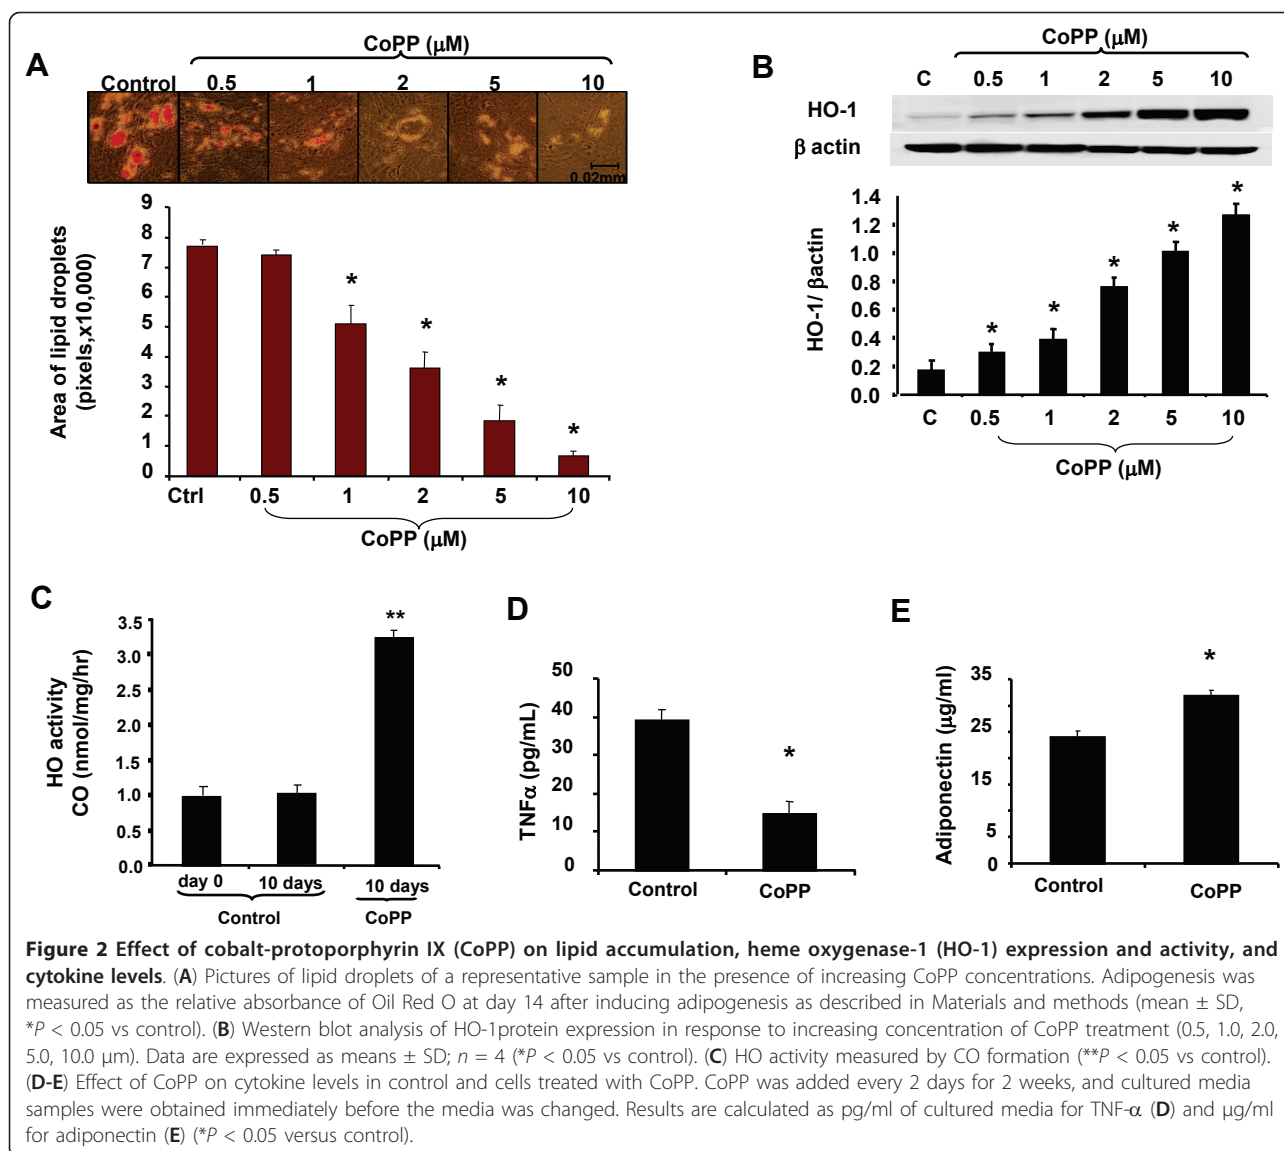 A
CoPP (μM)
Control 0.5 1 2 5 10
0.02mm
Area of lipid droplets
(pixels,x10,000)
9
8
7
6
5
4
3
2
1
0
* * * *
Ctrl 0.5 1 2 5 10
CoPP (μM)
B
CoPP (μM)
C 0.5 1 2 5 10
HO-1
β actin
HO-1/ βactin
1.4
1.2
1.0
0.8
0.6
0.4
0.2
0.0
* * * * *
C 0.5 1 2 5 10
CoPP (μM)
C
HO activity
CO (nmol/mg/hr)
3.5
3.0
2.5
2.0
1.5
1.0
0.5
0.0
**
day 0 10 days 10 days
Control CoPP
D
TNFα (pg/mL)
50
40
30
20
10
0
*
Control CoPP
E
Adiponectin (μg/ml)
35
25
15
5
0
*
Control CoPP
Figure 2 Effect of cobalt-protoporphyrin IX (CoPP) on lipid accumulation, heme oxygenase-1 (HO-1) expression and activity, and
cytokine levels. (A) Pictures of lipid droplets of a representative sample in the presence of increasing CoPP concentrations. Adipogenesis was
measured as the relative absorbance of Oil Red O at day 14 after inducing adipogenesis as described in Materials and methods (mean ± SD,
*P < 0.05 vs control). (B) Western blot analysis of HO-1protein expression in response to increasing concentration of CoPP treatment (0.5, 1.0, 2.0,
5.0, 10.0 μm). Data are expressed as means ± SD; n = 4 (*P < 0.05 vs control). (C) HO activity measured by CO formation (**P < 0.05 vs control).
(D-E) Effect of CoPP on cytokine levels in control and cells treated with CoPP. CoPP was added every 2 days for 2 weeks, and cultured media
samples were obtained immediately before the media was changed. Results are calculated as pg/ml of cultured media for TNF-α (D) and μg/ml
for adiponectin (E) (*P < 0.05 versus control).